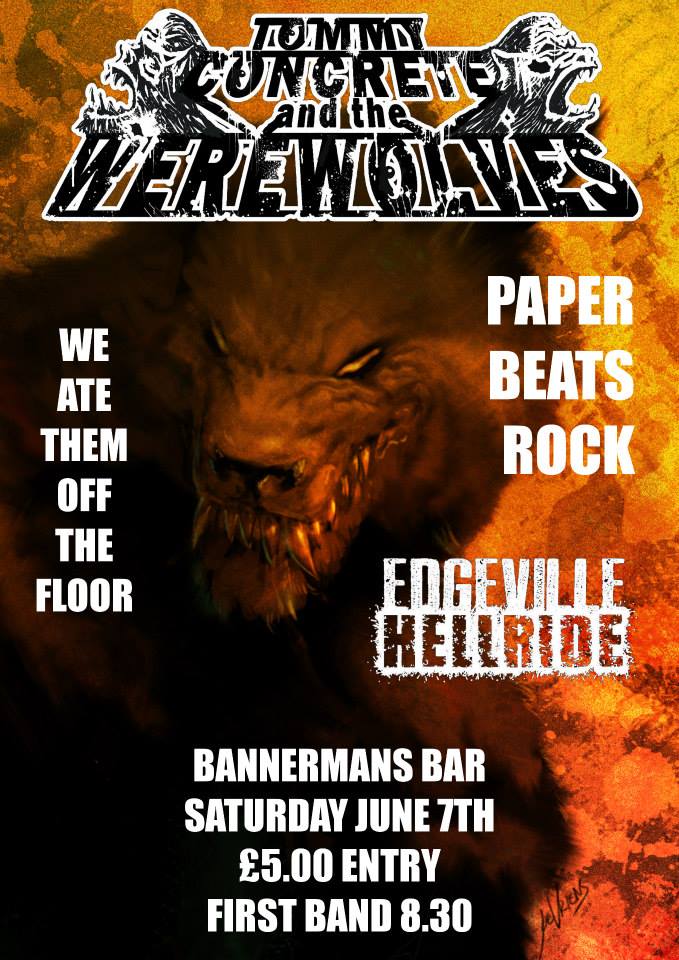 TOMMY
CONCRETE
and the
WEREWOLVES
PAPER
BEATS
ROCK
WE
ATE
THEM
OFF
THE
FLOOR
EDGEVILLE
HELLRIDE
BANNERMANS BAR
SATURDAY JUNE 7TH
£5.00 ENTRY
FIRST BAND 8.30